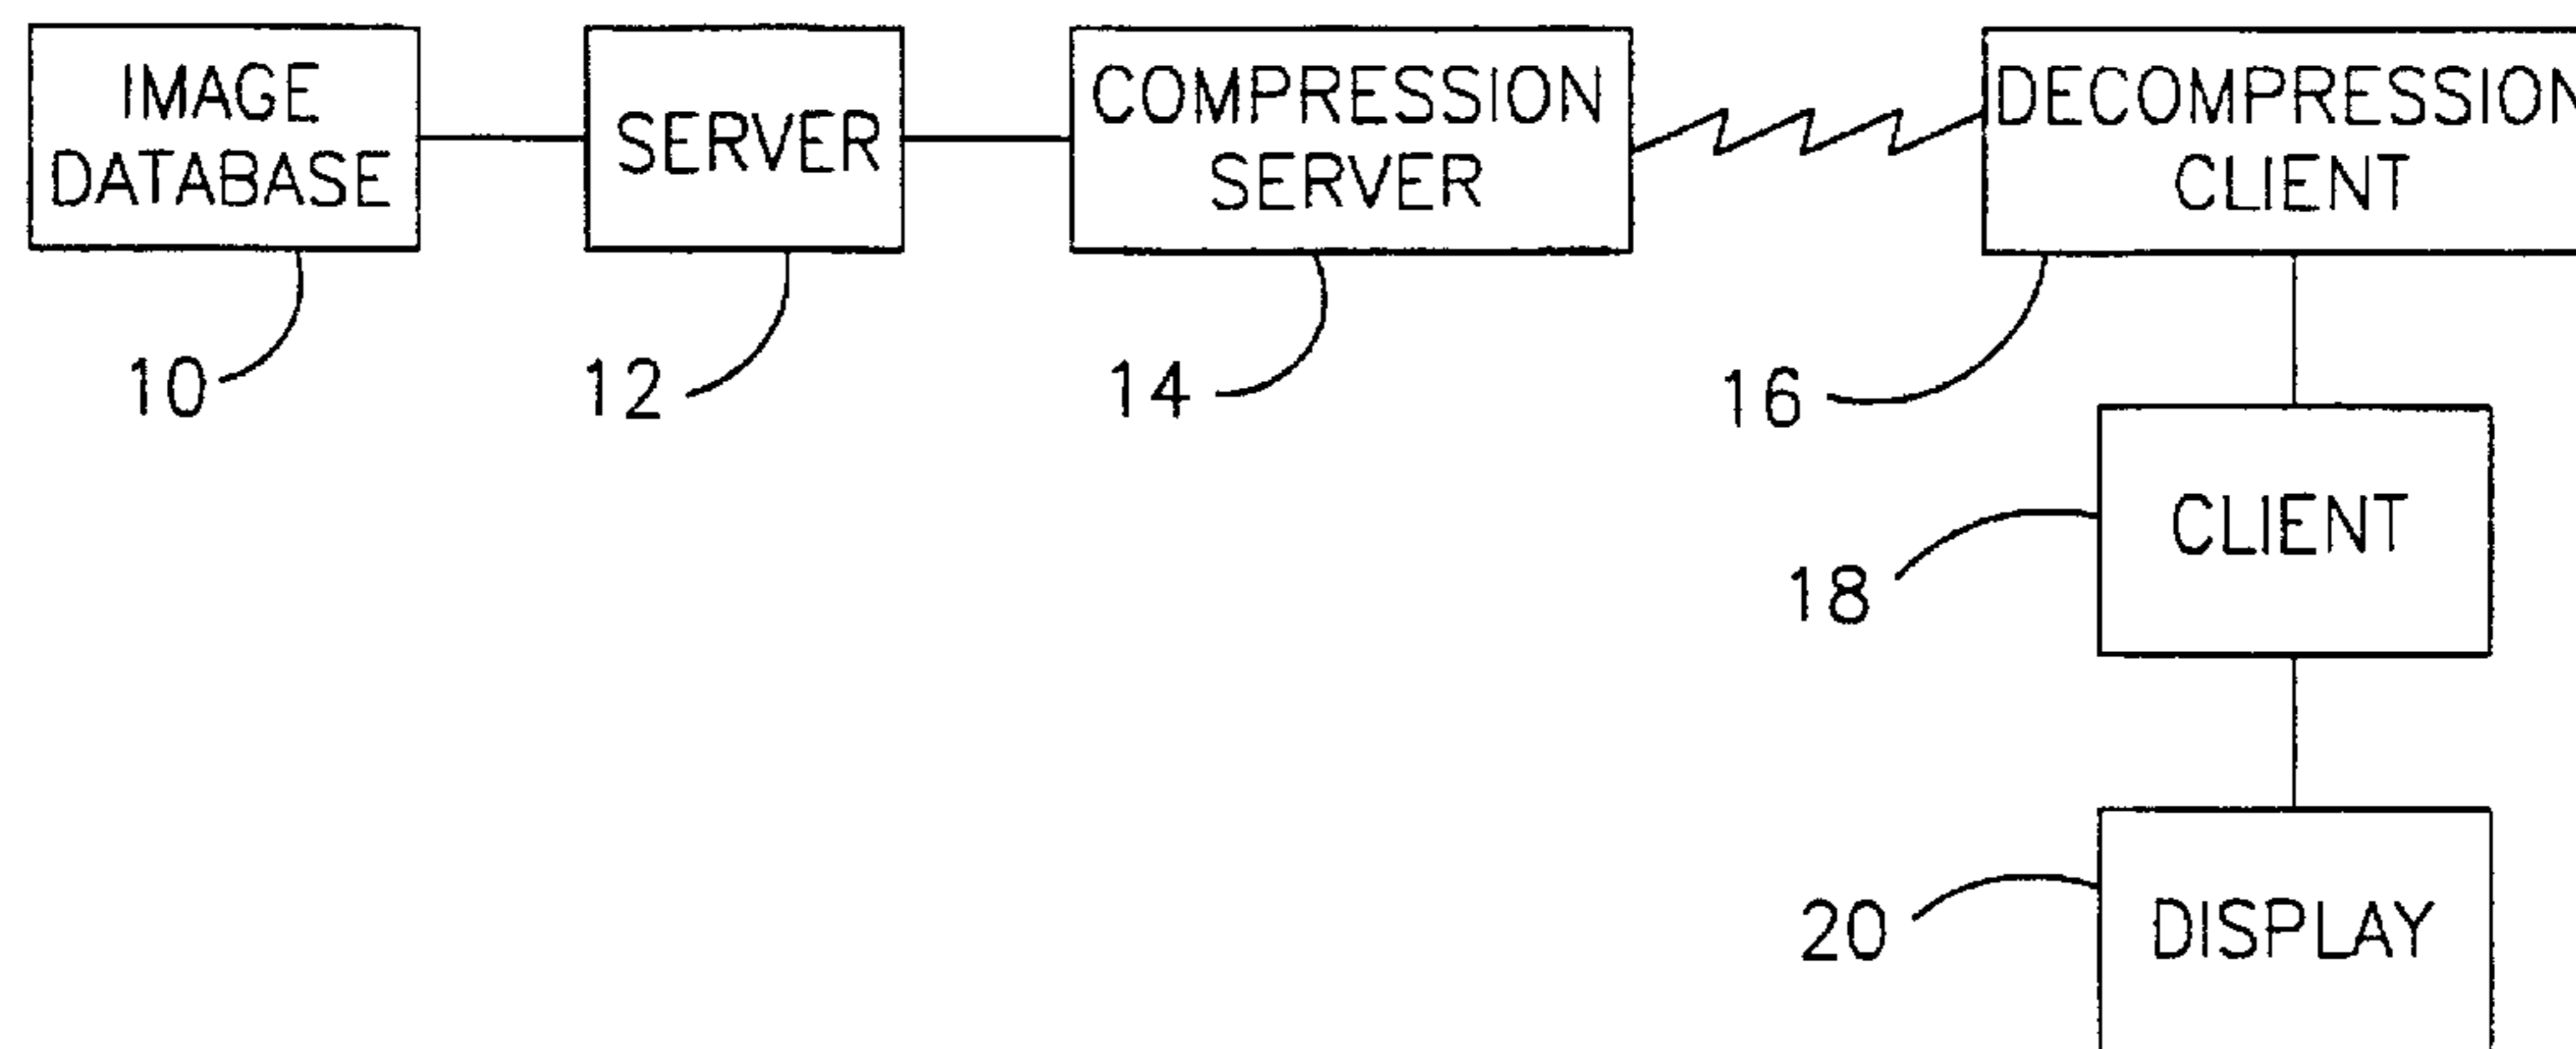 IMAGE
DATABASE
SERVER
COMPRESSION
SERVER
DECOMPRESSION
CLIENT
10
12
14
16
CLIENT
18
DISPLAY
20